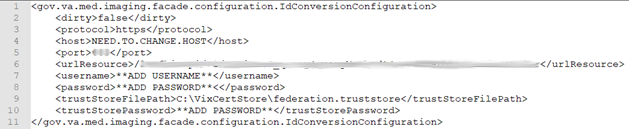 1 <gov.va.med.imaging.facade.configuration.IdConversionConfiguration>
2 <dirty>false</dirty>
3 <protocol>https</protocol>
4 <host>NEED.TO.CHANGE.HOST</host>
5 <port></port>
6 <urlResource>/</urlResource>
7 <username>**ADD USERNAME**</username>
8 <password>**ADD PASSWORD**<</password>
9 <trustStoreFilePath>C:\VixCertStore\federation.truststore</trustStoreFilePath>
10 <trustStorePassword>**ADD PASSWORD**</trustStorePassword>
11 </gov.va.med.imaging.facade.configuration.IdConversionConfiguration>